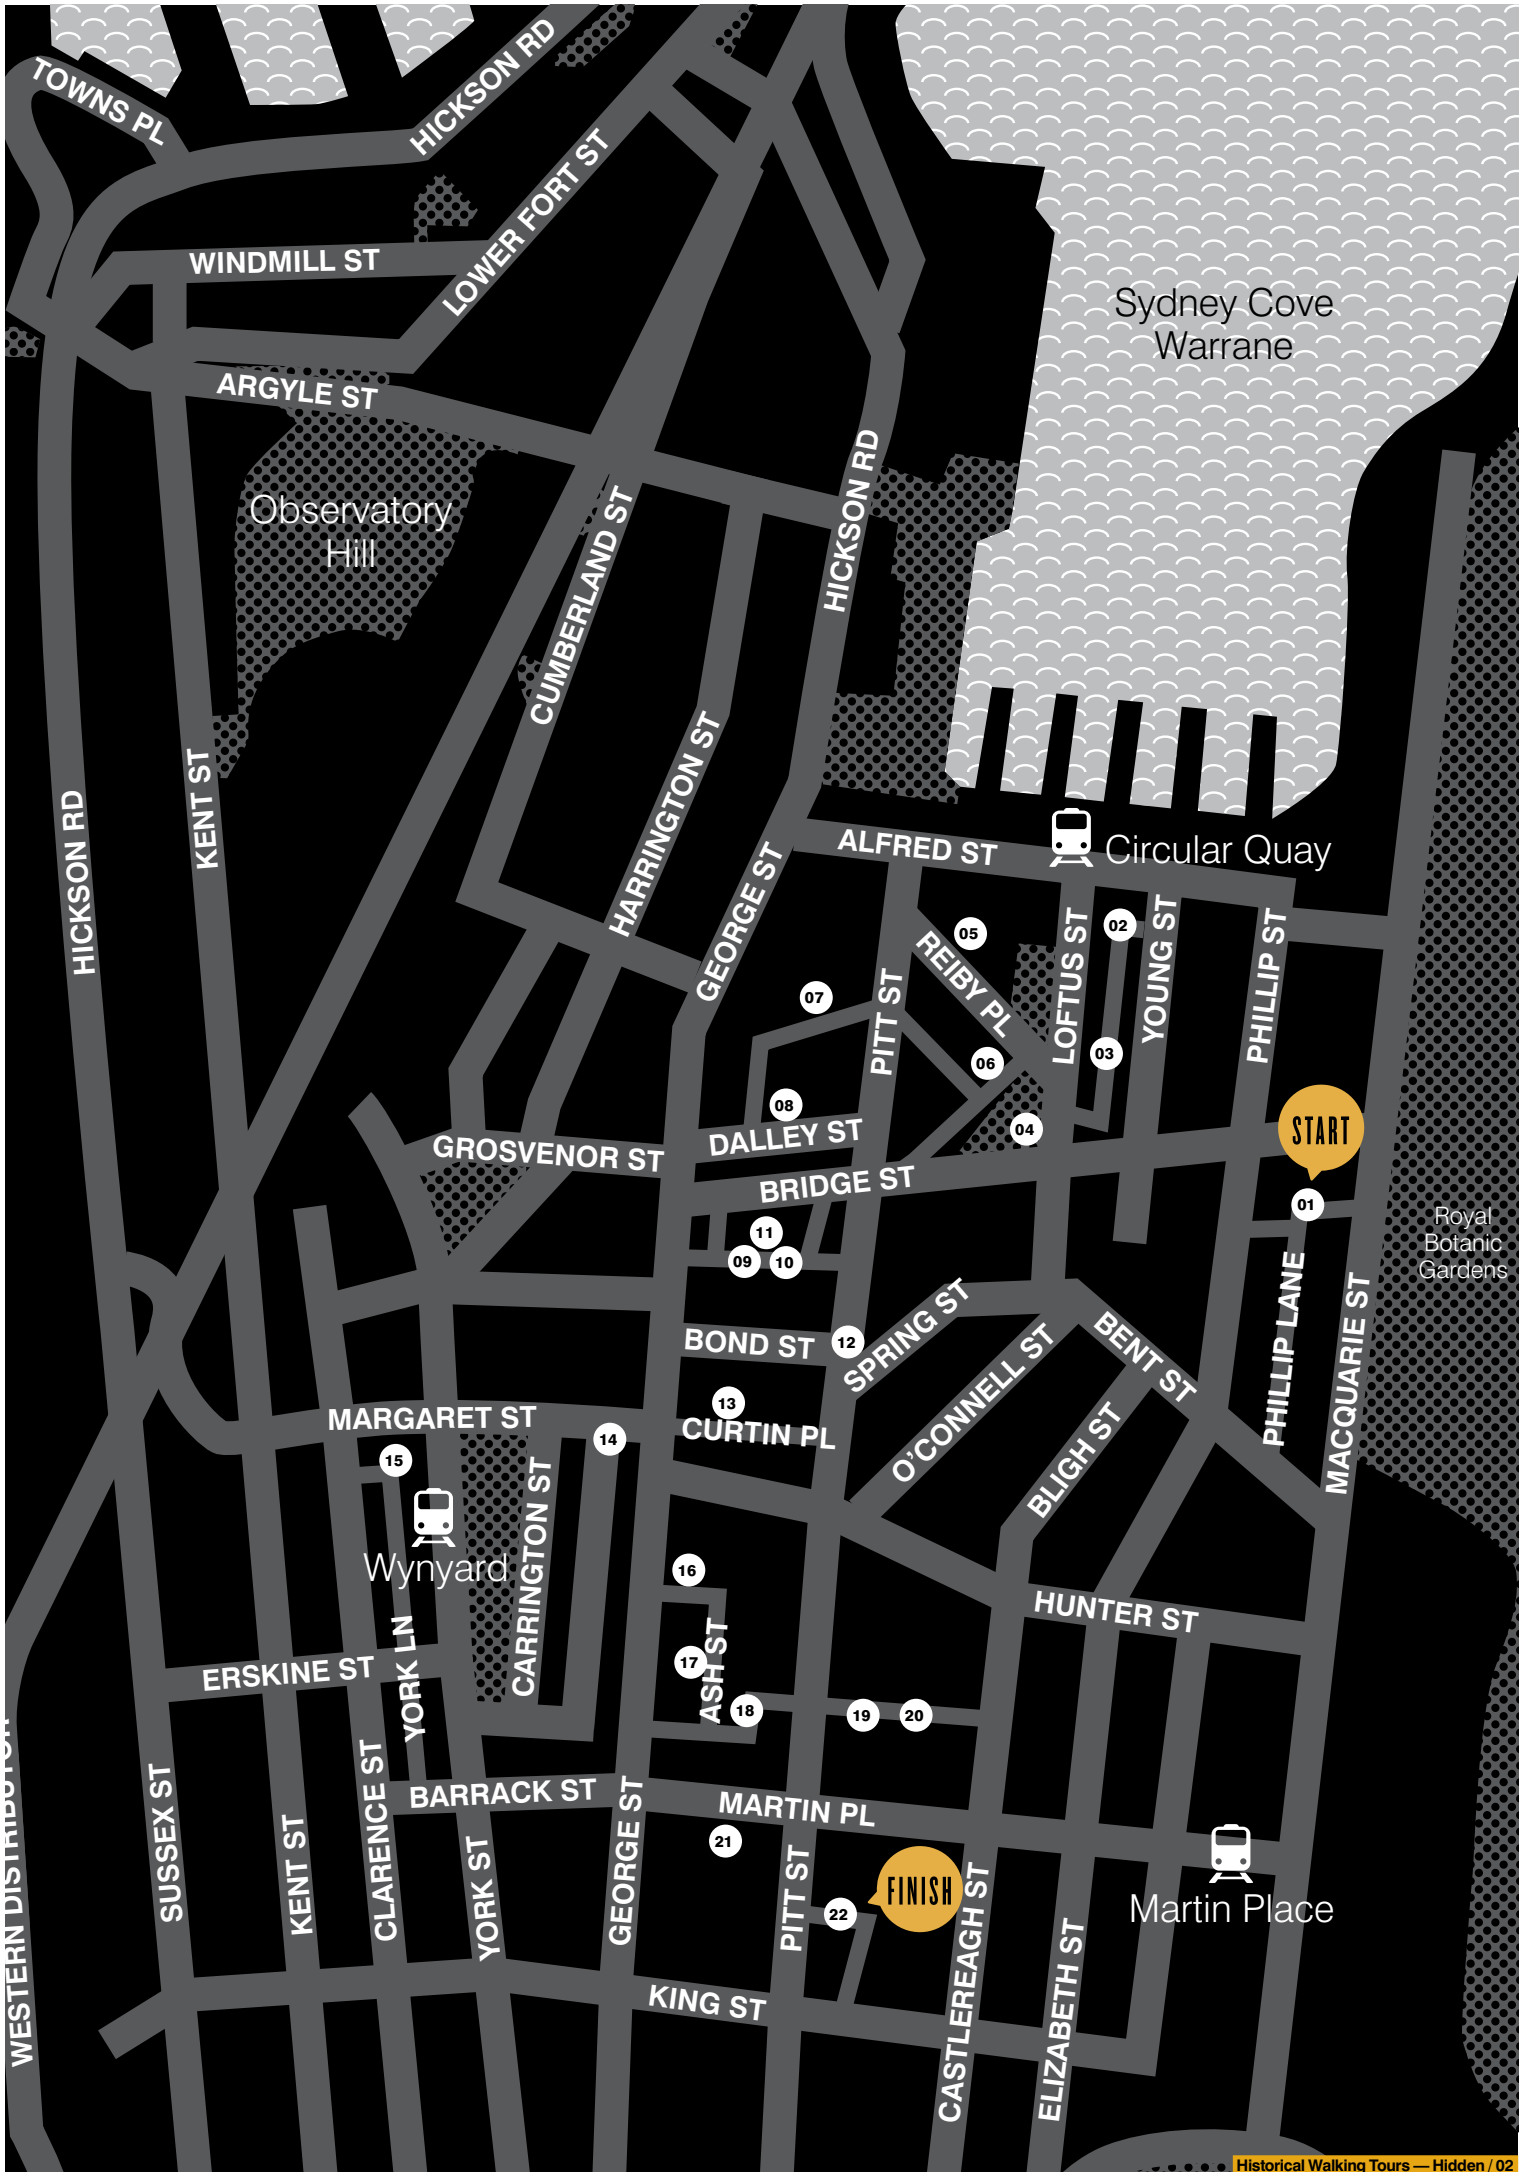 TOWNS PL
HICKSON RD
LOWER FORT ST
WINDMILL ST
ARGYLE ST
Sydney Cove
Warrane
Observatory
Hill
CUMBERLAND ST
HICKSON RD
HICKSON RD
KENT ST
HARRINGTON ST
GEORGE ST
ALFRED ST
Circular Quay
05
02
REIBY PL
LOFTUS ST
YOUNG ST
PHILLIP ST
07
PITT ST
06
03
08
04
START
GROSVENOR ST
DALLEY ST
BRIDGE ST
01
11
09
10
Royal
Botanic
Gardens
PHILLIP LANE
MACQUARIE ST
BOND ST
12
SPRING ST
O'CONNELL ST
BENT ST
BLIGH ST
13
CURTIN PL
MARGARET ST
14
15
Wynyard
CARRINGTON ST
16
HUNTER ST
17
ASH ST
18
19
20
ERSKINE ST
YORK LN
BARRACK ST
MARTIN PL
21
WESTERN DISTRIBUTOR
SUSSEX ST
KENT ST
CLARENCE ST
YORK ST
GEORGE ST
PITT ST
22
FINISH
CASTLEREAGH ST
ELIZABETH ST
Martin Place
KING ST
Historical Walking Tours — Hidden / 02